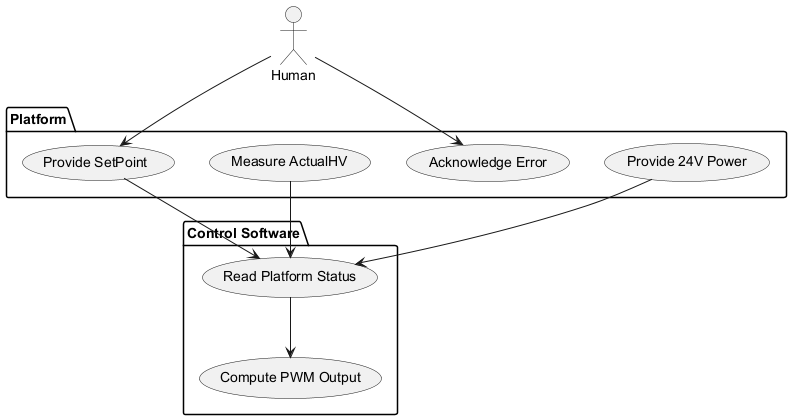 Human
Platform
Provide SetPoint
Measure ActualHV
Acknowledge Error
Provide 24V Power
Control Software
Read Platform Status
Compute PWM Output